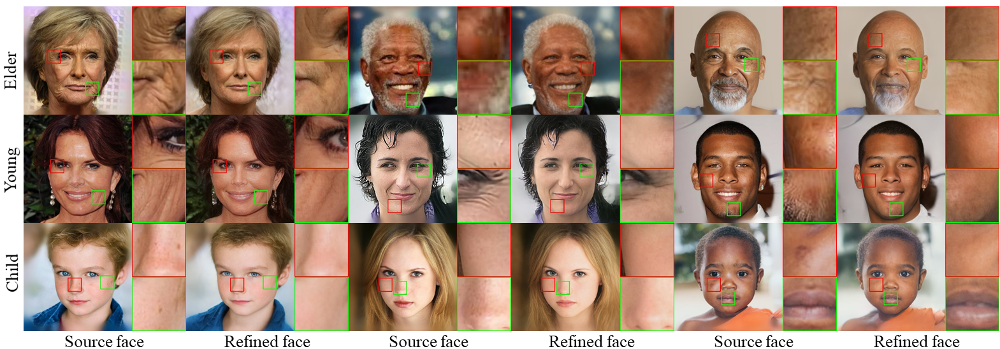 Elder
Young
Child
Source face
Refined face
Source face
Refined face
Source face
Refined face